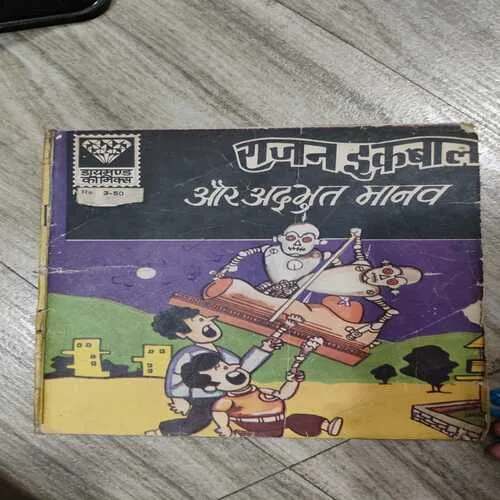 राजन इकबाल
और अद्भुत मानव
डायमण्ड
कॉमिक्स
Rs. 3-50